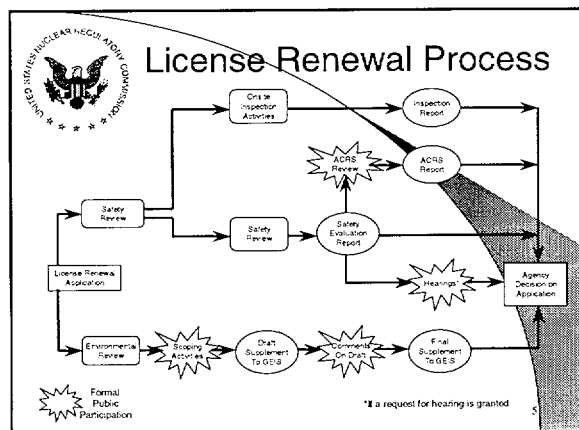 UNITED STATES NUCLEAR REGULATORY COMMISSION
License Renewal Process
Onsite
Inspection
Activities
Inspection
Report
ACRS
Review
ACRS
Report
Safety
Review
Safety
Review
Safety
Evaluation
Report
License Renewal
Application
Hearings*
Agency
Decision on
Application
Environmental
Review
Scoping
Activities
Draft
Supplement
To GEIS
Comments
On Draft
Final
Supplement
To GEIS
Formal
Public
Participation
*If a request for hearing is granted
5